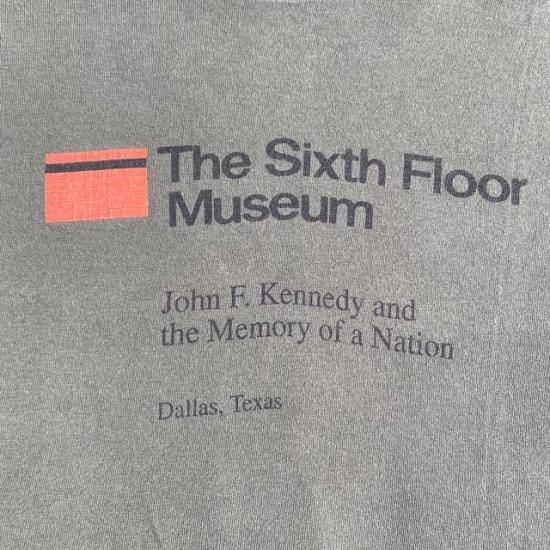 The Sixth Floor
Museum
John F. Kennedy and
the Memory of a Nation
Dallas, Texas